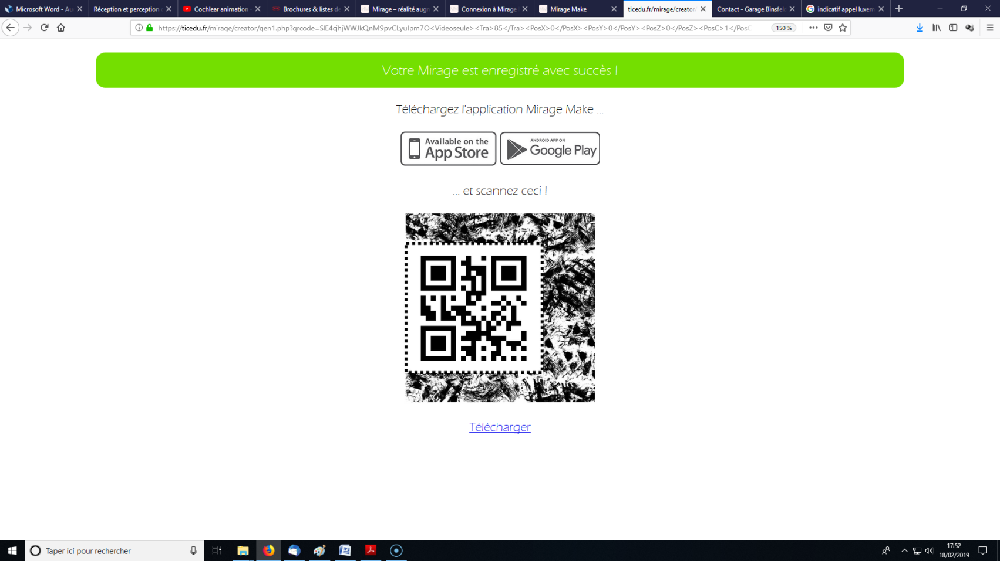 Microsoft Word - Au
Réception et perception
Cochlear animation -
Brochures & listes de
Mirage – réalité augm
Connexion à Mirage
Mirage Make
ticedu.fr/mirage/creator/
Contact - Garage Binsfeld
indicatif appel luxem
https://ticedu.fr/mirage/creator/gen1.php?qrcode=SIE4cjhjWWJkQnM9pvCLyuIpm7O<Videoseule><Tra>85</Tra><PosX>0</PosX><PosY>0</PosY><PosZ>0</PosZ><PosC>1</PosC
150 %
Votre Mirage est enregistré avec succès !
Téléchargez l'application Mirage Make ...
Available on the
App Store
ANDROID APP ON
Google Play
... et scannez ceci !
Télécharger
Taper ici pour rechercher
17:52
18/02/2019